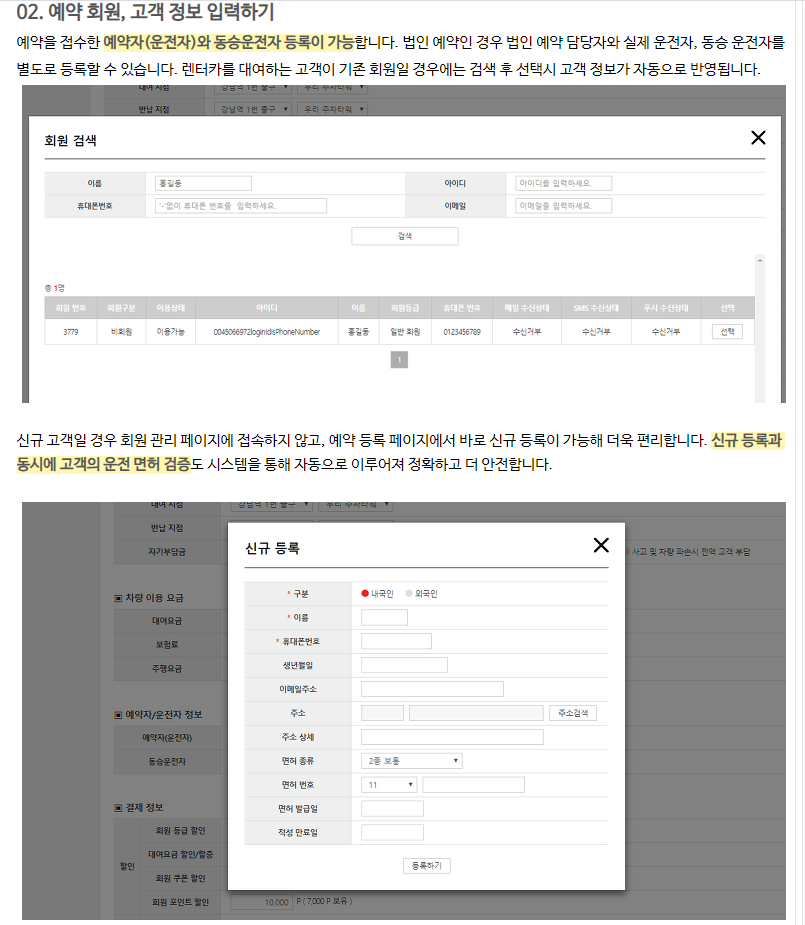 02. 예약 회원, 고객 정보 입력하기
예약을 접수한 예약자(운전자)와 동승운전자 등록이 가능합니다. 법인 예약인 경우 법인 예약 담당자와 실제 운전자, 동승 운전자를
별도로 등록할 수 있습니다. 렌터카를 대여하는 고객이 기존 회원일 경우에는 검색 후 선택시 고객 정보가 자동으로 반영됩니다.
대여 지점 강남역 1번 출구 우리 주차타워
반납 지점 강남역 1번 출구 우리 주차타워
회원 검색
이름 홍길동 아이디 아이디를 입력하세요.
휴대폰번호 '-'없이 휴대폰 번호를 입력하세요. 이메일 이메일을 입력하세요.
검색
총 1명
회원 번호 회원구분 이용상태 아이디 이름 회원등급 휴대폰 번호 메일 수신상태 SMS 수신상태 푸시 수신상태 선택
3779 비회원 이용가능 0045066972loginIdIsPhoneNumber 홍길동 일반 회원 0123456789 수신거부 수신거부 수신거부 선택
1
신규 고객일 경우 회원 관리 페이지에 접속하지 않고, 예약 등록 페이지에서 바로 신규 등록이 가능해 더욱 편리합니다. 신규 등록과
동시에 고객의 운전 면허 검증도 시스템을 통해 자동으로 이루어져 정확하고 더 안전합니다.
대여 지점 강남역 1번 출구 우리 주차타워
반납 지점
자기부담금 사고 및 차량 파손시 전액 고객 부담
신규 등록
* 구분 내국인 외국인
▣ 차량 이용 요금
* 이름
대여요금
* 휴대폰번호
보험료
생년월일
주행요금
이메일주소
▣ 예약자/운전자 정보
주소 주소검색
예약자(운전자)
주소 상세
동승운전자
면허 종류 2종 보통
면허 번호 11
▣ 결제 정보
면허 발급일
회원 등급 할인
적성 만료일
대여요금 할인/할증
할인
등록하기
회원 쿠폰 할인
회원 포인트 할인 10,000 P ( 7,000 P 보유 )